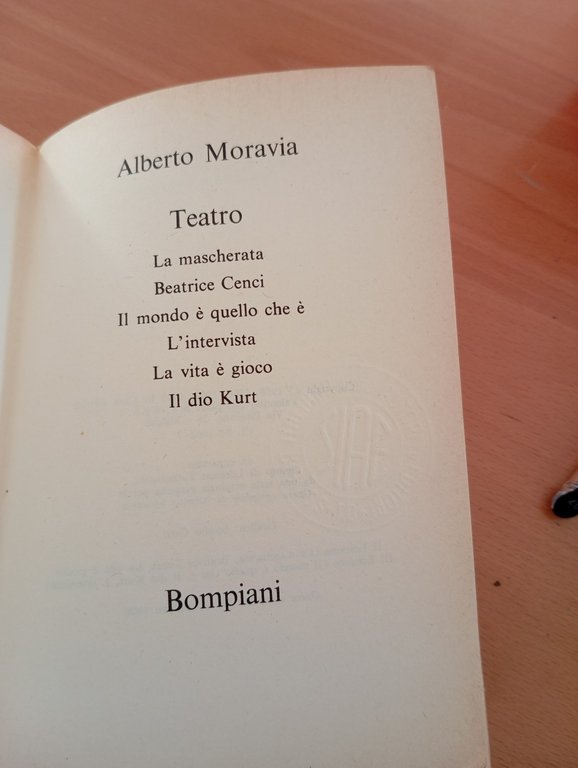 Alberto Moravia
Teatro
La mascherata
Beatrice Cenci
Il mondo è quello che è
L'intervista
La vita è gioco
Il dio Kurt
Bompiani